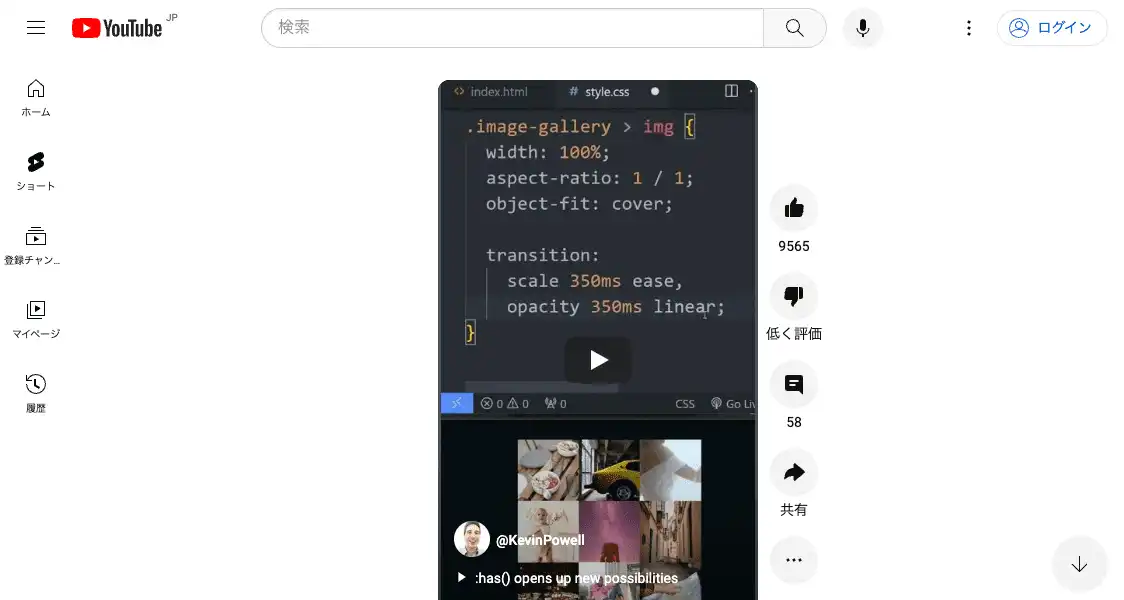 YouTube JP
検索
ログイン
ホーム
ショート
登録チャン...
マイページ
履歴
index.html
# style.css
.image-gallery > img {
width: 100%;
aspect-ratio: 1 / 1;
object-fit: cover;
transition:
scale 350ms ease,
opacity 350ms linear;
}
0 0 0
CSS
Go Liv
@KevinPowell
:has() opens up new possibilities
9565
低く評価
58
共有